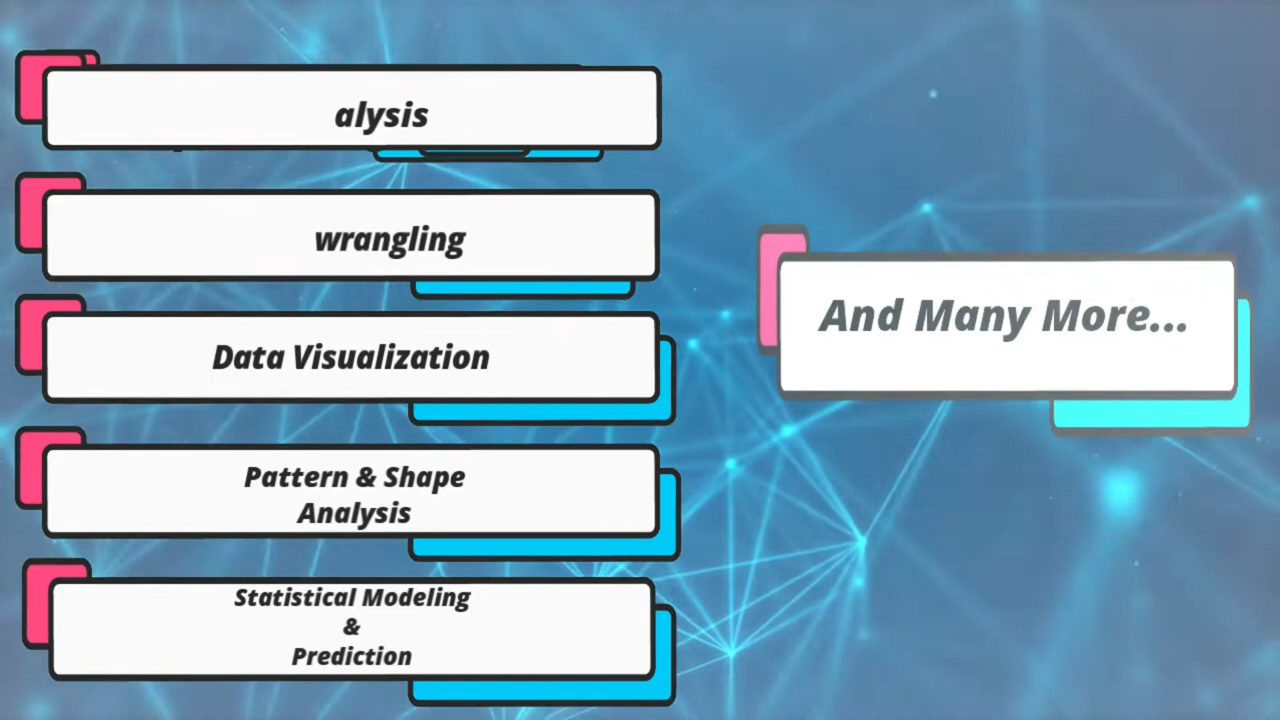 alysis
wrangling
Data Visualization
Pattern & Shape
Analysis
Statistical Modeling
&
Prediction
And Many More...